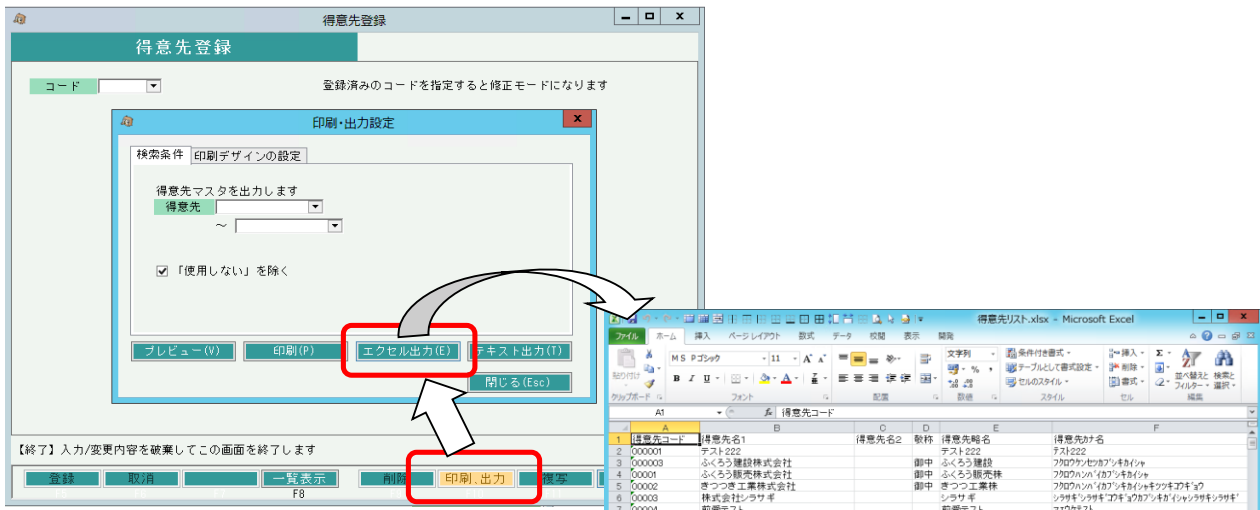 得意先登録
得意先登録
コード
登録済みのコードを指定すると修正モードになります
印刷・出力設定
検索条件
印刷デザインの設定
得意先マスタを出力します
得意先
～
「使用しない」を除く
プレビュー(V)
印刷(P)
エクセル出力(E)
テキスト出力(T)
閉じる(Esc)
【終了】入力/変更内容を破棄してこの画面を終了します
登録
取消
一覧表示
削除
印刷.出力
複写
F8
得意先リスト.xlsx - Microsoft Excel
ファイル ホーム 挿入 ページレイアウト 数式 データ 校閲 表示 開発
貼り付け
MS Pゴシック
11
B I U
文字列
条件付き書式
テーブルとして書式設定
セルのスタイル
挿入
削除
書式
並べ替えと
フィルター
検索と
選択
クリップボード フォント 配置 数値 スタイル セル 編集
A1 fx 得意先コード
A B C D E F
1 得意先コード 得意先名1 得意先名2 敬称 得意先略名 得意先カナ名
2 000001 テスト222 テスト222 テスト222
3 000003 ふくろう建設株式会社 御中 ふくろう建設 フクロウケンセツカブシキカイシャ
4 00001 ふくろう販売株式会社 御中 ふくろう販売株
5 00002 きつつき工業株式会社 御中 きつつ工業株
6 00003 株式会社シラサギ シラサギ
7 00004